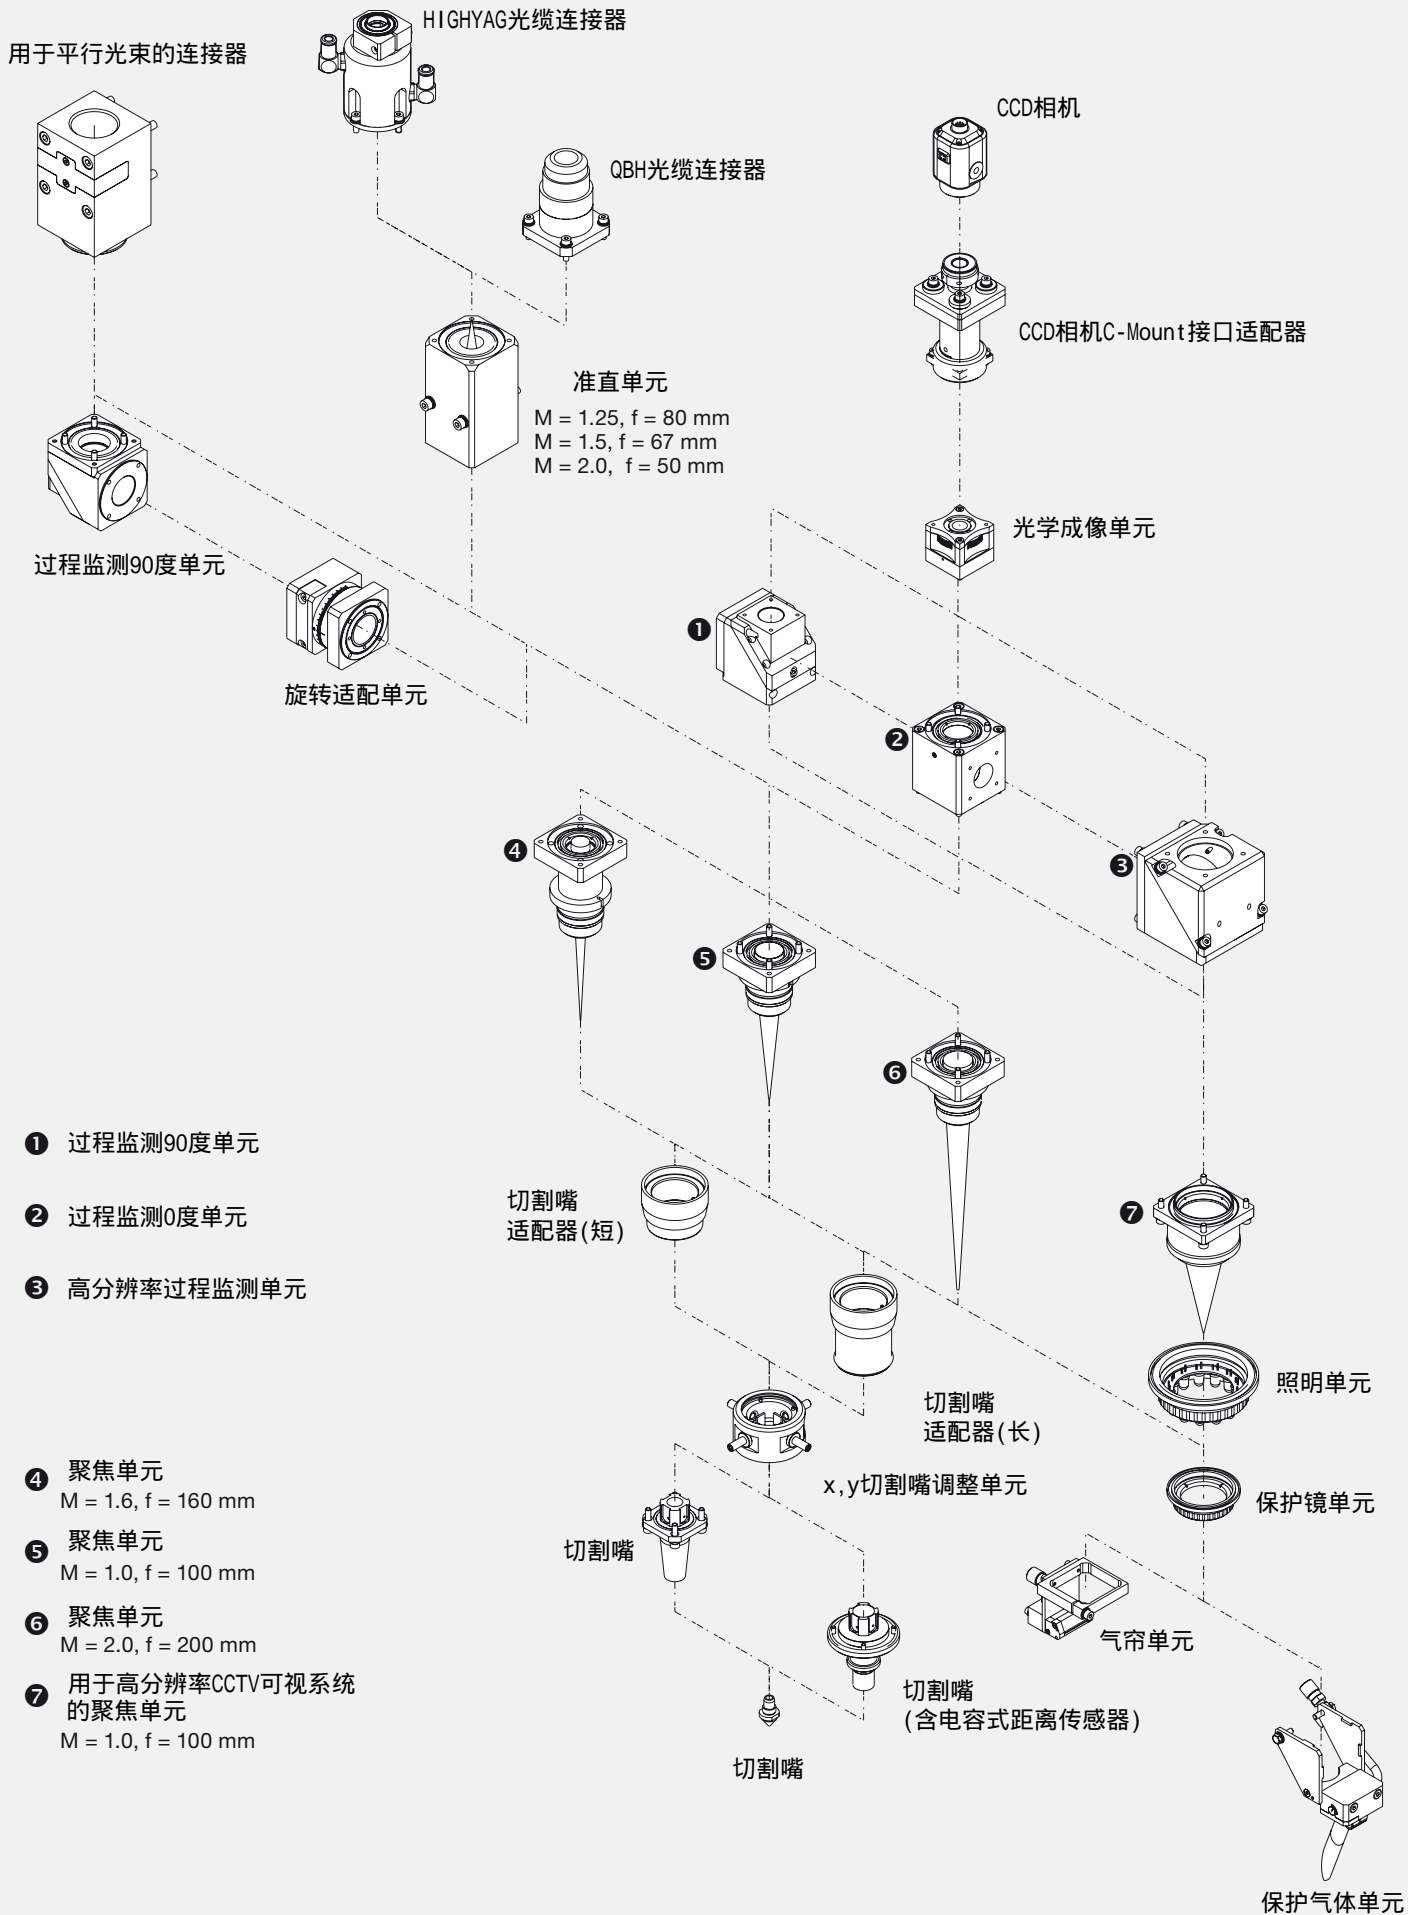 HIGHYAG光缆连接器
用于平行光束的连接器
CCD相机
QBH光缆连接器
CCD相机C-Mount接口适配器
准直单元
M = 1.25, f = 80 mm
M = 1.5, f = 67 mm
M = 2.0, f = 50 mm
光学成像单元
过程监测90度单元
❶
旋转适配单元
❷
❸
❹
❺
❻
❶ 过程监测90度单元
切割嘴
适配器(短)
❼
❷ 过程监测0度单元
❸ 高分辨率过程监测单元
照明单元
切割嘴
适配器(长)
x,y切割嘴调整单元
保护镜单元
❹ 聚焦单元
M = 1.6, f = 160 mm
切割嘴
❺ 聚焦单元
M = 1.0, f = 100 mm
❻ 聚焦单元
M = 2.0, f = 200 mm
气帘单元
❼ 用于高分辨率CCTV可视系统
的聚焦单元
M = 1.0, f = 100 mm
切割嘴
(含电容式距离传感器)
切割嘴
保护气体单元